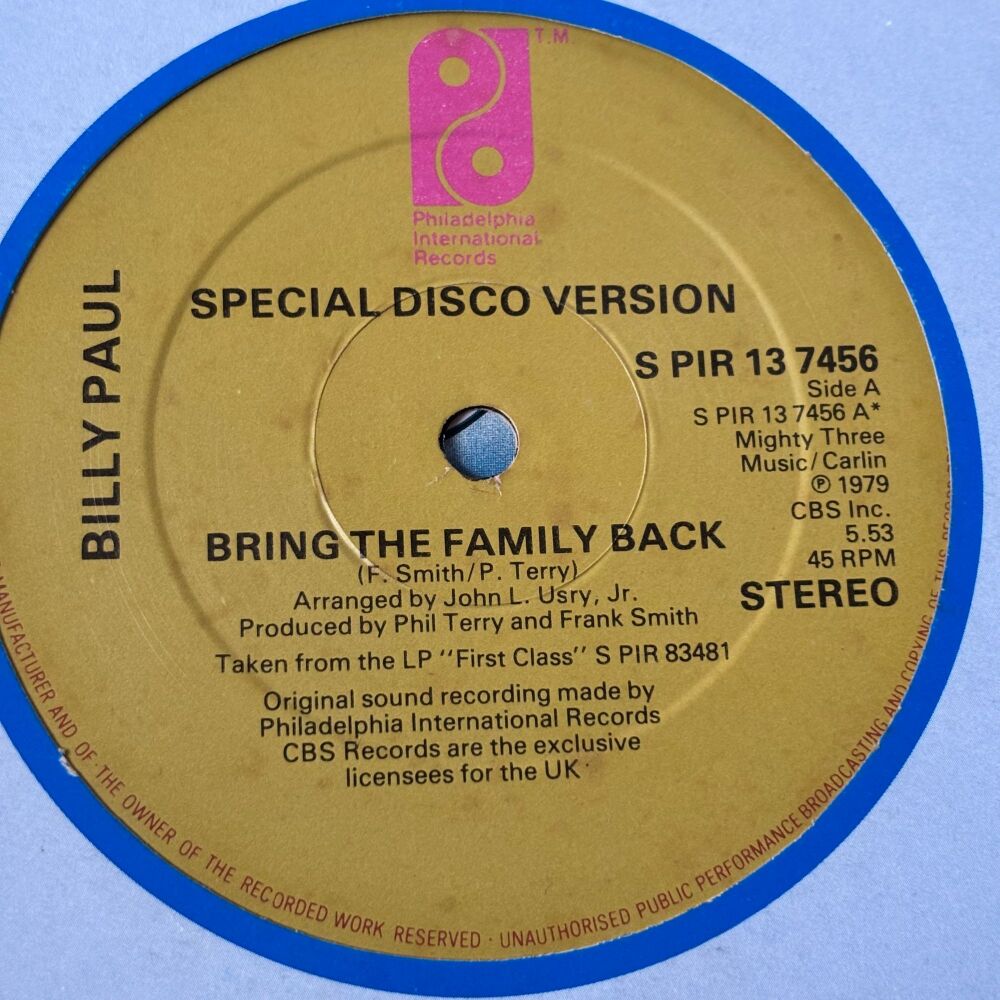 T.M.
Philadelphia
International
Records
BILLY PAUL
SPECIAL DISCO VERSION
S PIR 13 7456
Side A
S PIR 13 7456 A*
Mighty Three
Music/Carlin
℗ 1979
CBS Inc.
5.53
45 RPM
STEREO
BRING THE FAMILY BACK
(F. Smith/P. Terry)
Arranged by John L. Usry, Jr.
Produced by Phil Terry and Frank Smith
Taken from the LP "First Class" S PIR 83481
Original sound recording made by
Philadelphia International Records
CBS Records are the exclusive
licensees for the UK
MANUFACTURER AND OF THE OWNER OF THE RECORDED WORK RESERVED · UNAUTHORISED PUBLIC PERFORMANCE BROADCASTING AND COPYING OF THIS